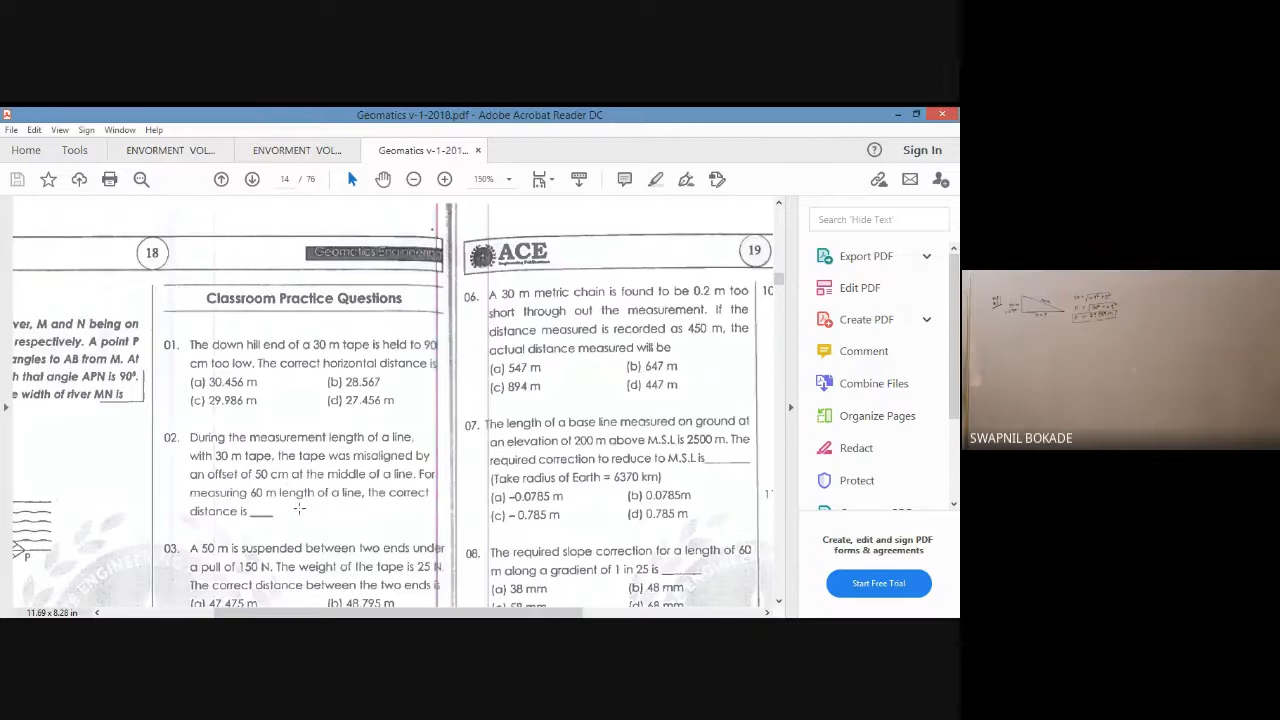 Geomatics v-1-2018.pdf - Adobe Acrobat Reader DC
File Edit View Sign Window Help
Home Tools ENVORMENT VOL... ENVORMENT VOL... Geomatics v-1-201... ×
Sign In
14 / 76
150%
18
Geomatics Engineering
ver, M and N being on
respectively. A point P
angles to AB from M. At
h that angle APN is 90°.
e width of river MN is
P
Classroom Practice Questions
01. The down hill end of a 30 m tape is held to 90
cm too low. The correct horizontal distance is
(a) 30.456 m (b) 28.567
(c) 29.986 m (d) 27.456 m
02. During the measurement length of a line,
with 30 m tape, the tape was misaligned by
an offset of 50 cm at the middle of a line. For
measuring 60 m length of a line, the correct
distance is ____
03. A 50 m is suspended between two ends under
a pull of 150 N. The weight of the tape is 25 N.
The correct distance between the two ends is
(a) 47.475 m (b) 48.795 m
ACE
Engineering Publications
19
06. A 30 m metric chain is found to be 0.2 m too
short through out the measurement. If the
distance measured is recorded as 450 m, the
actual distance measured will be
(a) 547 m (b) 647 m
(c) 894 m (d) 447 m
07. The length of a base line measured on ground at
an elevation of 200 m above M.S.L is 2500 m. The
required correction to reduce to M.S.L is_______
(Take radius of Earth = 6370 km)
(a) –0.0785 m (b) 0.0785m
(c) – 0.785 m (d) 0.785 m
08. The required slope correction for a length of 60
m along a gradient of 1 in 25 is ______
(a) 38 mm (b) 48 mm
(c) 58 mm (d) 68 mm
10
11.69 x 8.28 in
Search 'Hide Text'
Export PDF
Edit PDF
Create PDF
Comment
Combine Files
Organize Pages
Redact
Protect
Create, edit and sign PDF
forms & agreements
Start Free Trial
SWAPNIL BOKADE